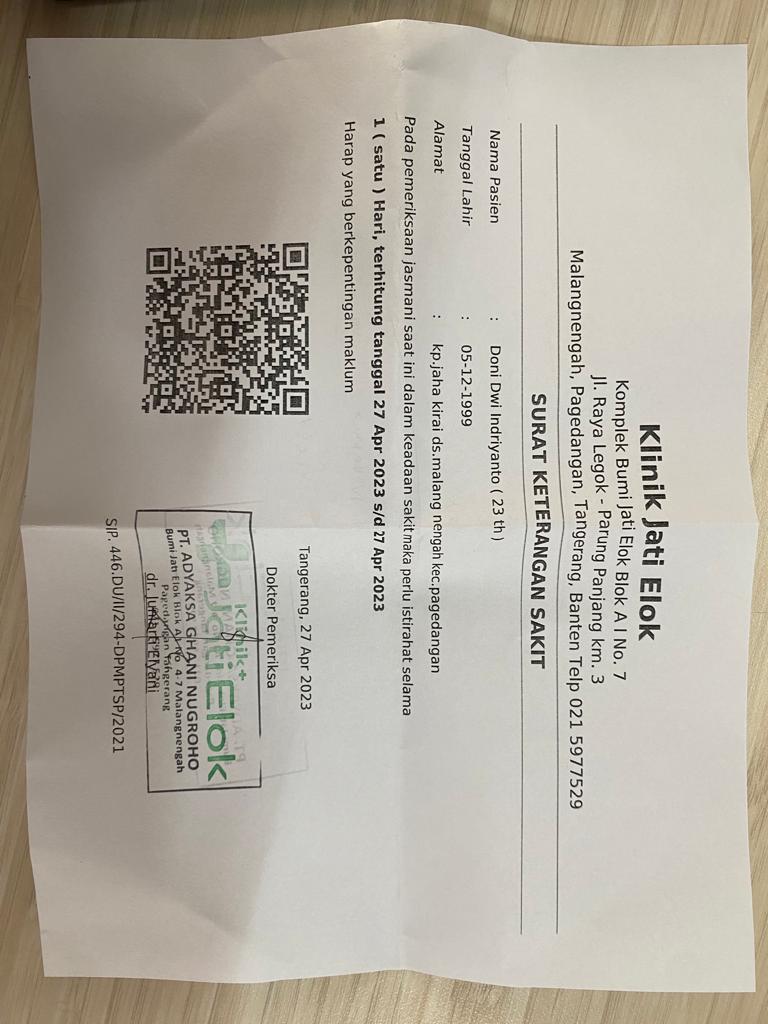 Klinik Jati Elok
Komplek Bumi Jati Elok Blok A I No. 7
Jl. Raya Legok - Parung Panjang km. 3
Malangnengah, Pagedangan, Tangerang, Banten Telp 021 5977529
SURAT KETERANGAN SAKIT
Nama Pasien : Doni Dwi Indriyanto ( 23 th )
Tanggal Lahir : 05-12-1999
Alamat : kp.jaha kirai ds.malang nengah kec.pagedangan
Pada pemeriksaan jasmani saat ini dalam keadaan sakit maka perlu istirahat selama
1 ( satu ) Hari, terhitung tanggal 27 Apr 2023 s/d 27 Apr 2023
Harap yang berkepentingan maklum
Tangerang, 27 Apr 2023
Dokter Pemeriksa
Klinik+
Jati Elok
PT. ADYAKSA GHANI NUGROHO
Bumi Jati Elok Blok A No. 4-7 Malangnengah
Pagedangan Tangerang
dr. Elvani
SIP. 446.DU/II/294-DPMPTSP/2021